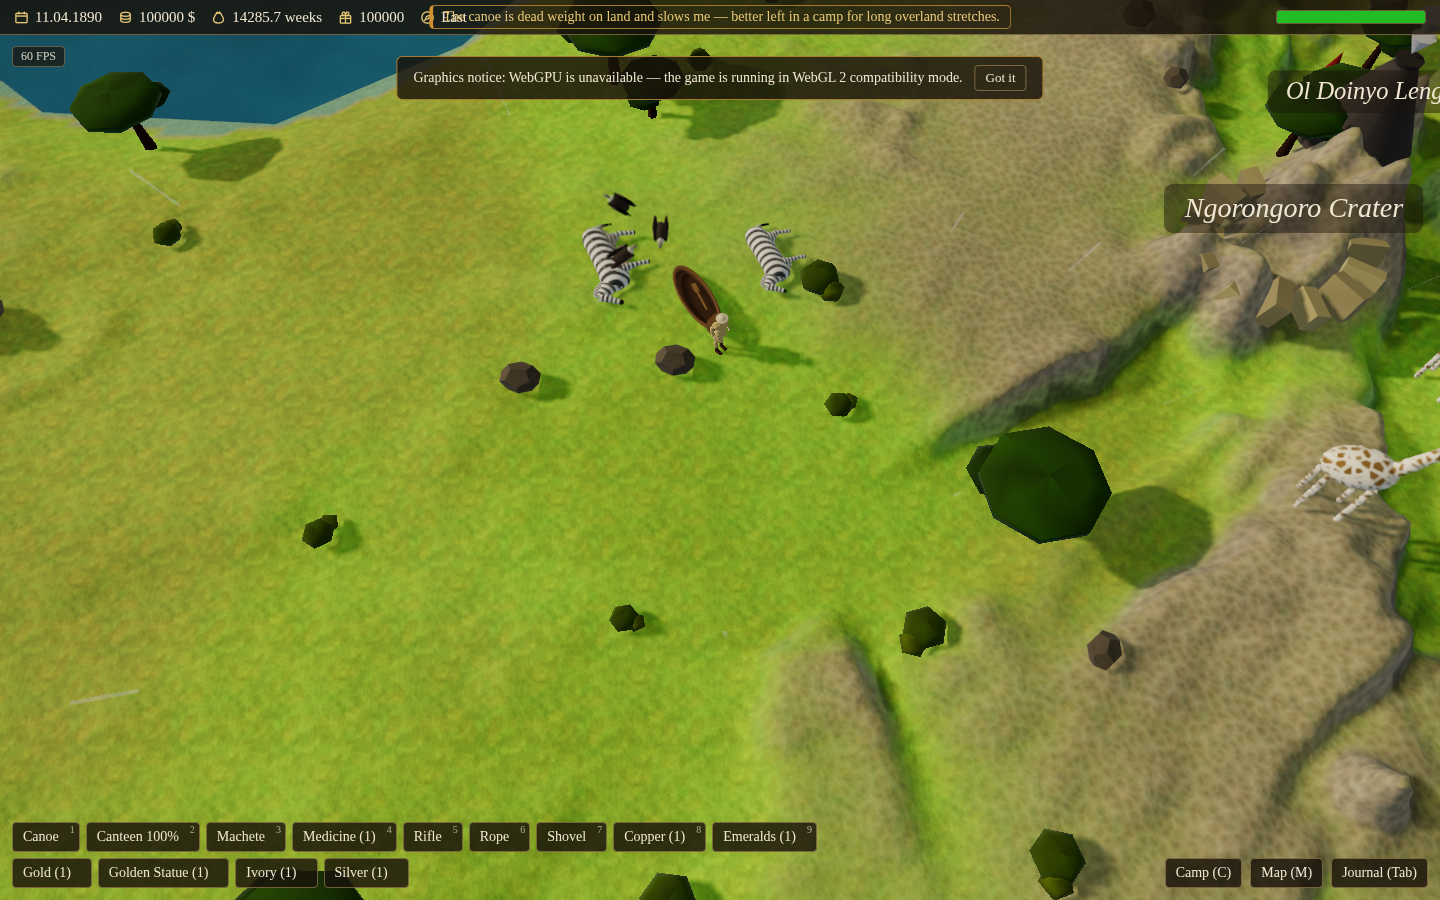 11.04.1890 100000 $ 14285.7 weeks 100000 East
The canoe is dead weight on land and slows me — better left in a camp for long overland stretches.
60 FPS
Graphics notice: WebGPU is unavailable — the game is running in WebGL 2 compatibility mode. Got it
Ol Doinyo Leng
Ngorongoro Crater
Canoe 1 Canteen 100% 2 Machete 3 Medicine (1) 4 Rifle 5 Rope 6 Shovel 7 Copper (1) 8 Emeralds (1) 9
Gold (1) Golden Statue (1) Ivory (1) Silver (1) Camp (C) Map (M) Journal (Tab)